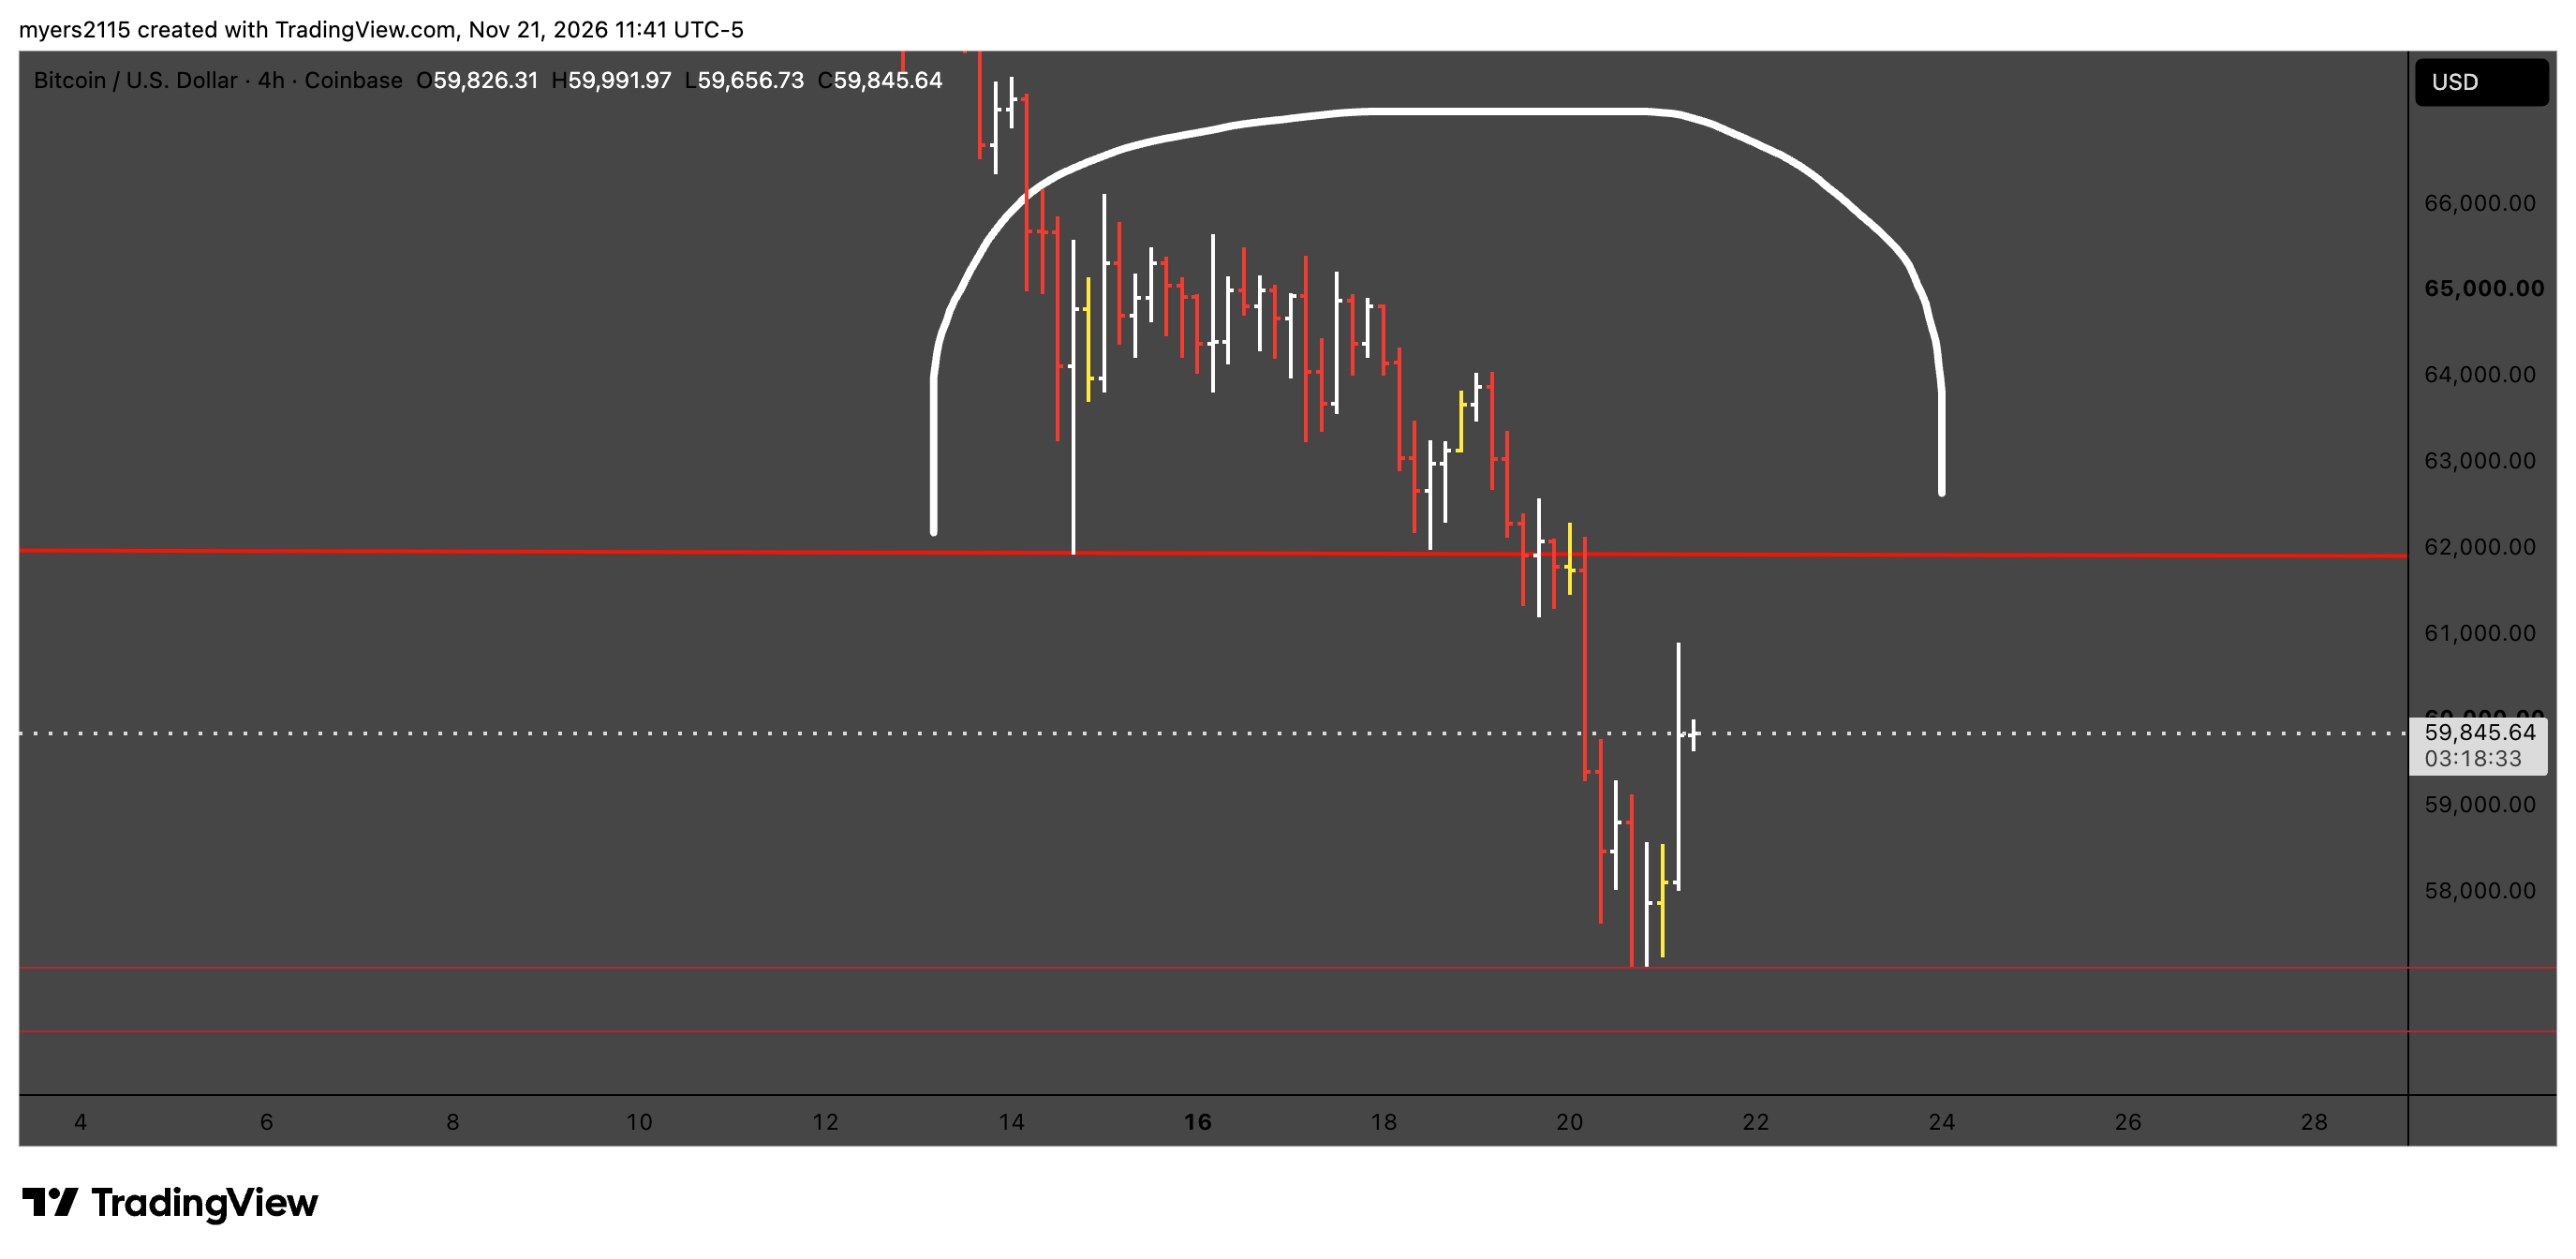 myers2115 created with TradingView.com, Nov 21, 2026 11:41 UTC-5
Bitcoin / U.S. Dollar · 4h · Coinbase O59,826.31 H59,991.97 L59,656.73 C59,845.64
USD
66,000.00
65,000.00
64,000.00
63,000.00
62,000.00
61,000.00
60,000.00
59,845.64
03:18:33
59,000.00
58,000.00
4 6 8 10 12 14 16 18 20 22 24 26 28
TradingView